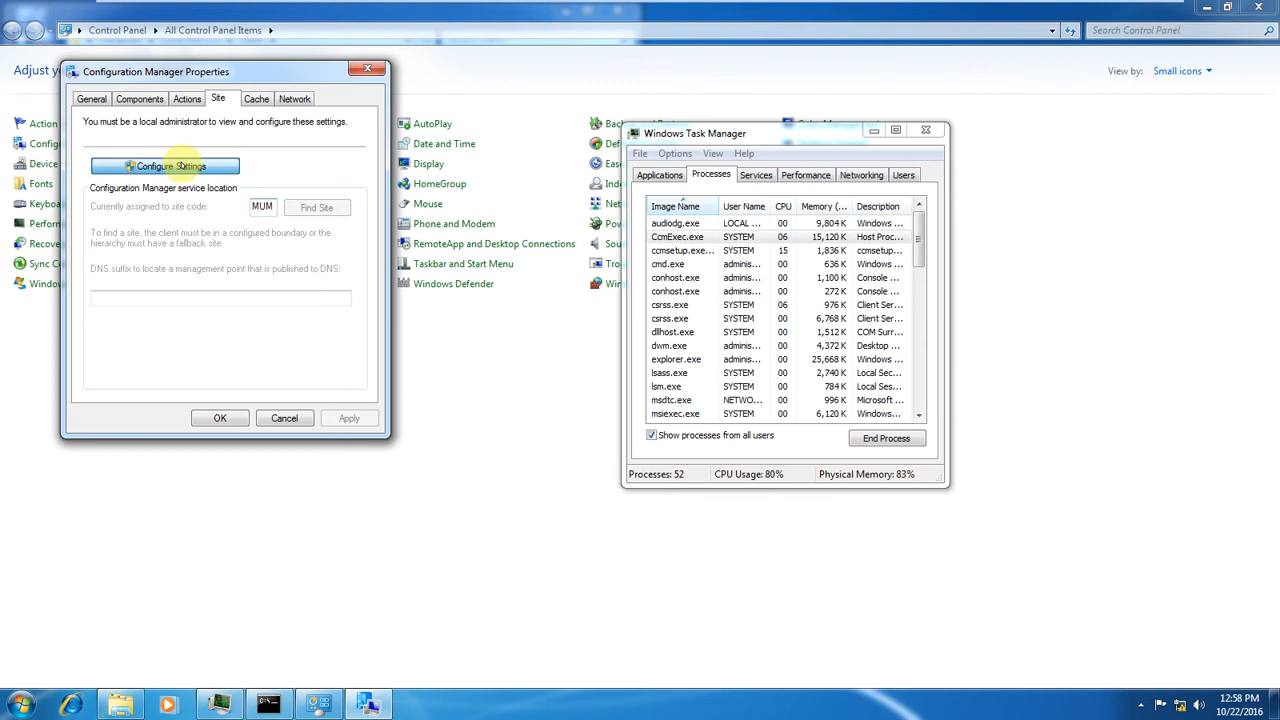 Control Panel
All Control Panel Items
Search Control Panel
Adjust y
View by:
Small icons
Configuration Manager Properties
General
Components
Actions
Site
Cache
Network
You must be a local administrator to view and configure these settings.
Configure Settings
Configuration Manager service location
Currently assigned to site code:
MUM
Find Site
To find a site, the client must be in a configured boundary or the
hierarchy must have a fallback site.
DNS suffix to locate a management point that is published to DNS:
OK
Cancel
Apply
Action
Device
Fonts
Sync C
AutoPlay
Date and Time
Display
HomeGroup
Mouse
Phone and Modem
RemoteApp and Desktop Connections
Taskbar and Start Menu
Windows Defender
Windows Task Manager
File Options View Help
Applications Processes Services Performance Networking Users
Image Name User Name CPU Memory (... Description
audiodg.exe LOCAL ... 00 9,804 K Windows ...
CcmExec.exe SYSTEM 06 15,120 K Host Proc...
ccmsetup.exe... SYSTEM 15 1,836 K ccmsetup...
cmd.exe adminis... 00 636 K Windows ...
conhost.exe adminis... 00 1,100 K Console ...
conhost.exe adminis... 00 272 K Console ...
csrss.exe SYSTEM 06 976 K Client Ser...
csrss.exe SYSTEM 00 6,768 K Client Ser...
dllhost.exe SYSTEM 00 1,512 K COM Surr...
dwm.exe adminis... 00 4,372 K Desktop ...
explorer.exe adminis... 00 25,668 K Windows ...
lsass.exe SYSTEM 00 2,740 K Local Sec...
lsm.exe SYSTEM 00 784 K Local Ses...
msdtc.exe NETWO... 00 996 K Microsoft ...
msiexec.exe SYSTEM 00 6,120 K Windows...
Show processes from all users
End Process
Processes: 52
CPU Usage: 80%
Physical Memory: 83%
12:58 PM
10/22/2016